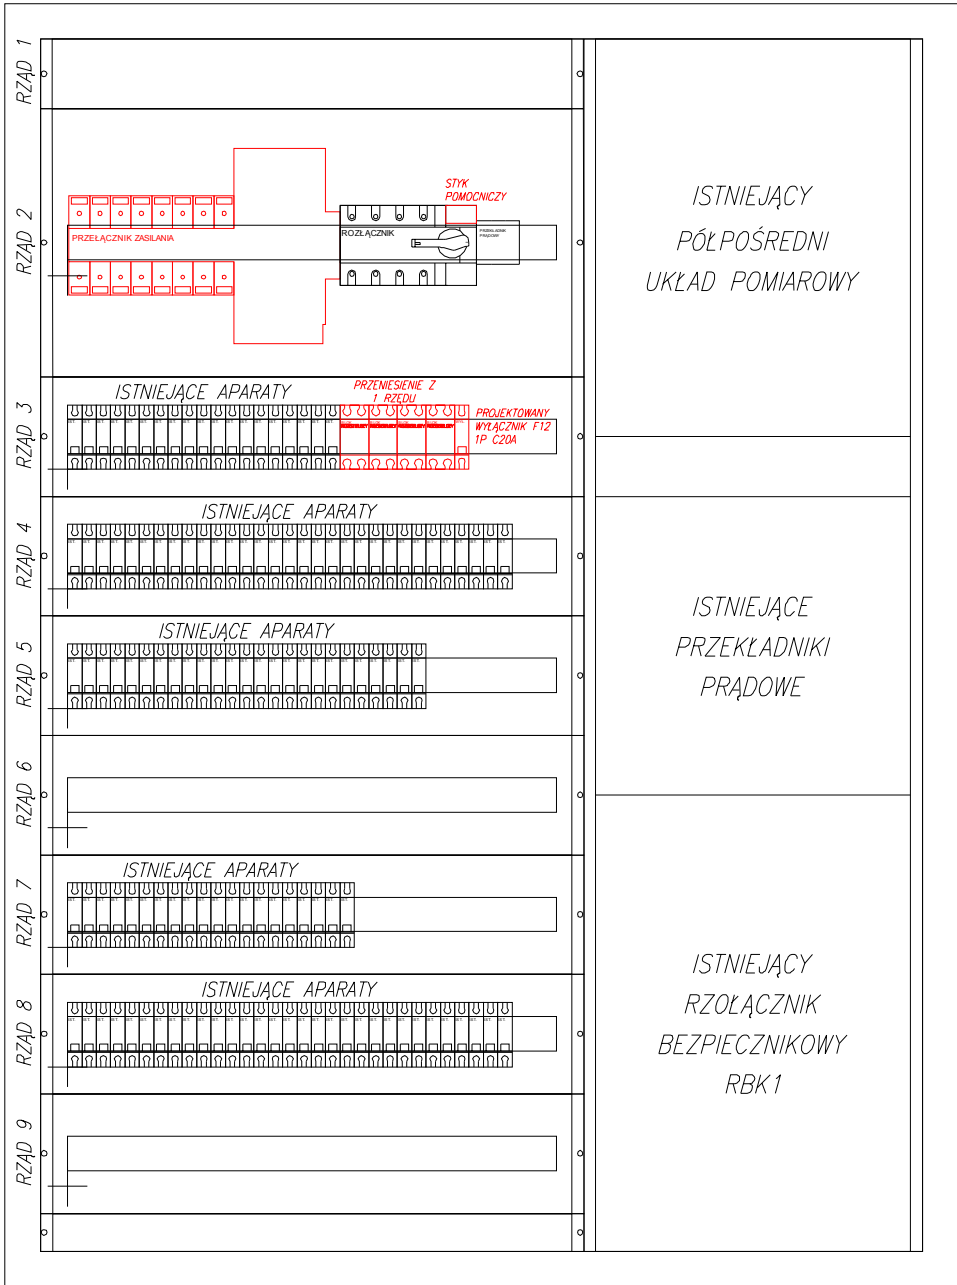 RZĄD 1
RZĄD 2
STYK
POMOCNICZY
PRZEŁĄCZNIK ZASILANIA
ROZŁĄCZNIK
PRZEKŁADNIK
PRĄDOWE
RZĄD 3
ISTNIEJĄCE APARATY
PRZENIESIENIE Z
1 RZĘDU
PROJEKTOWANY
WYŁĄCZNIK F12
1P C20A
RZĄD 4
ISTNIEJĄCE APARATY
RZĄD 5
ISTNIEJĄCE APARATY
RZĄD 6
RZĄD 7
ISTNIEJĄCE APARATY
RZĄD 8
ISTNIEJĄCE APARATY
RZĄD 9
ISTNIEJĄCY
PÓŁPOŚREDNI
UKŁAD POMIAROWY
ISTNIEJĄCE
PRZEKŁADNIKI
PRĄDOWE
ISTNIEJĄCY
RZOŁĄCZNIK
BEZPIECZNIKOWY
RBK1